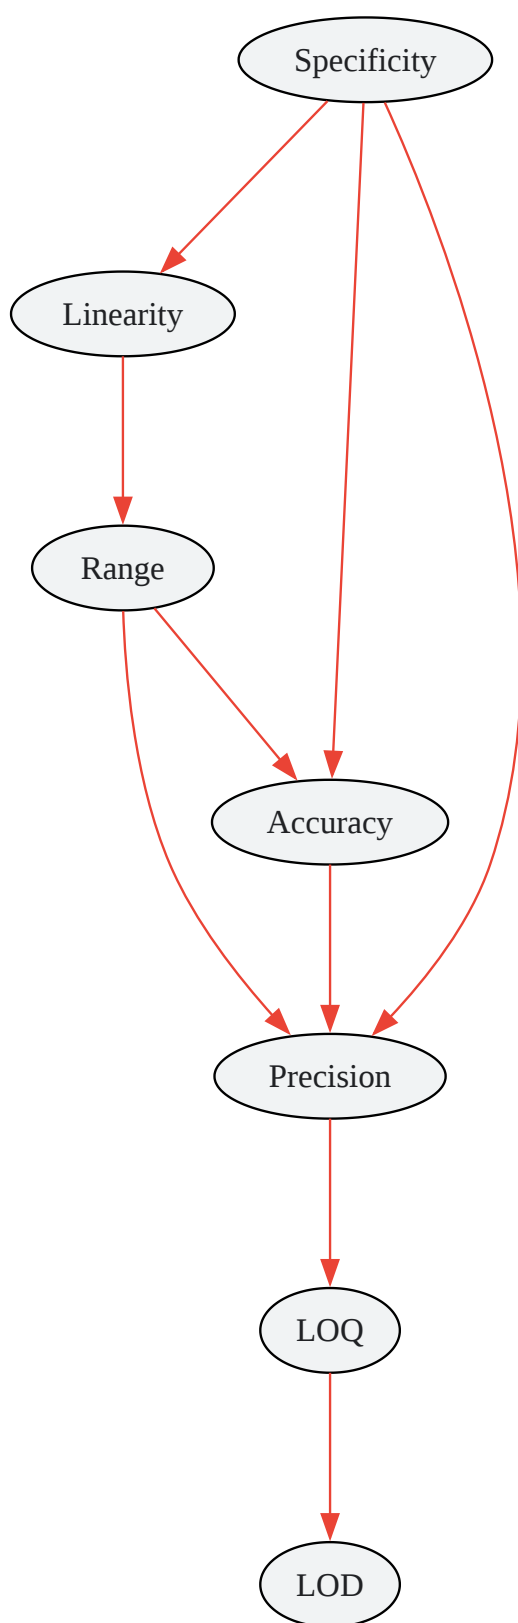 Specificity
Linearity
Range
Accuracy
Precision
LOQ
LOD